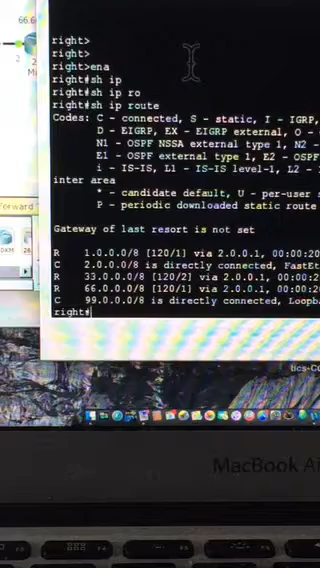 66.6
2
right>
right>
right>ena
right#sh ip
right#sh ip ro
right#sh ip route
Codes: C - connected, S - static, I - IGRP,
D - EIGRP, EX - EIGRP external, O -
N1 - OSPF NSSA external type 1, N2 -
E1 - OSPF external type 1, E2 - OSPF
i - IS-IS, L1 - IS-IS level-1, L2 - I
inter area
* - candidate default, U - per-user s
P - periodic downloaded static route
Gateway of last resort is not set
R 1.0.0.0/8 [120/1] via 2.0.0.1, 00:00:20
C 2.0.0.0/8 is directly connected, FastEt
R 33.0.0.0/8 [120/2] via 2.0.0.1, 00:00:2
R 66.0.0.0/8 [120/1] via 2.0.0.1, 00:00:20
C 99.0.0.0/8 is directly connected, Loopb
right#
MacBook Ai